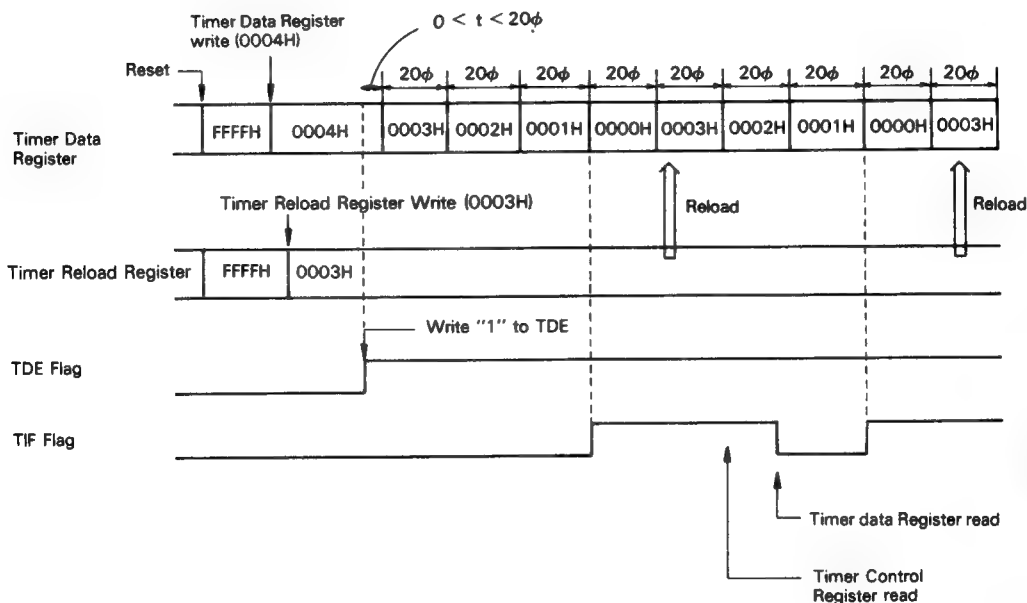 Timer Data Register
write (0004H)
0 < t < 20ϕ
Reset
20ϕ 20ϕ 20ϕ 20ϕ 20ϕ 20ϕ 20ϕ 20ϕ 20ϕ
Timer Data
Register
FFFFH 0004H 0003H 0002H 0001H 0000H 0003H 0002H 0001H 0000H 0003H
Timer Reload Register Write (0003H)
Reload
Reload
Timer Reload Register
FFFFH 0003H
Write "1" to TDE
TDE Flag
TIF Flag
Timer data Register read
Timer Control
Register read